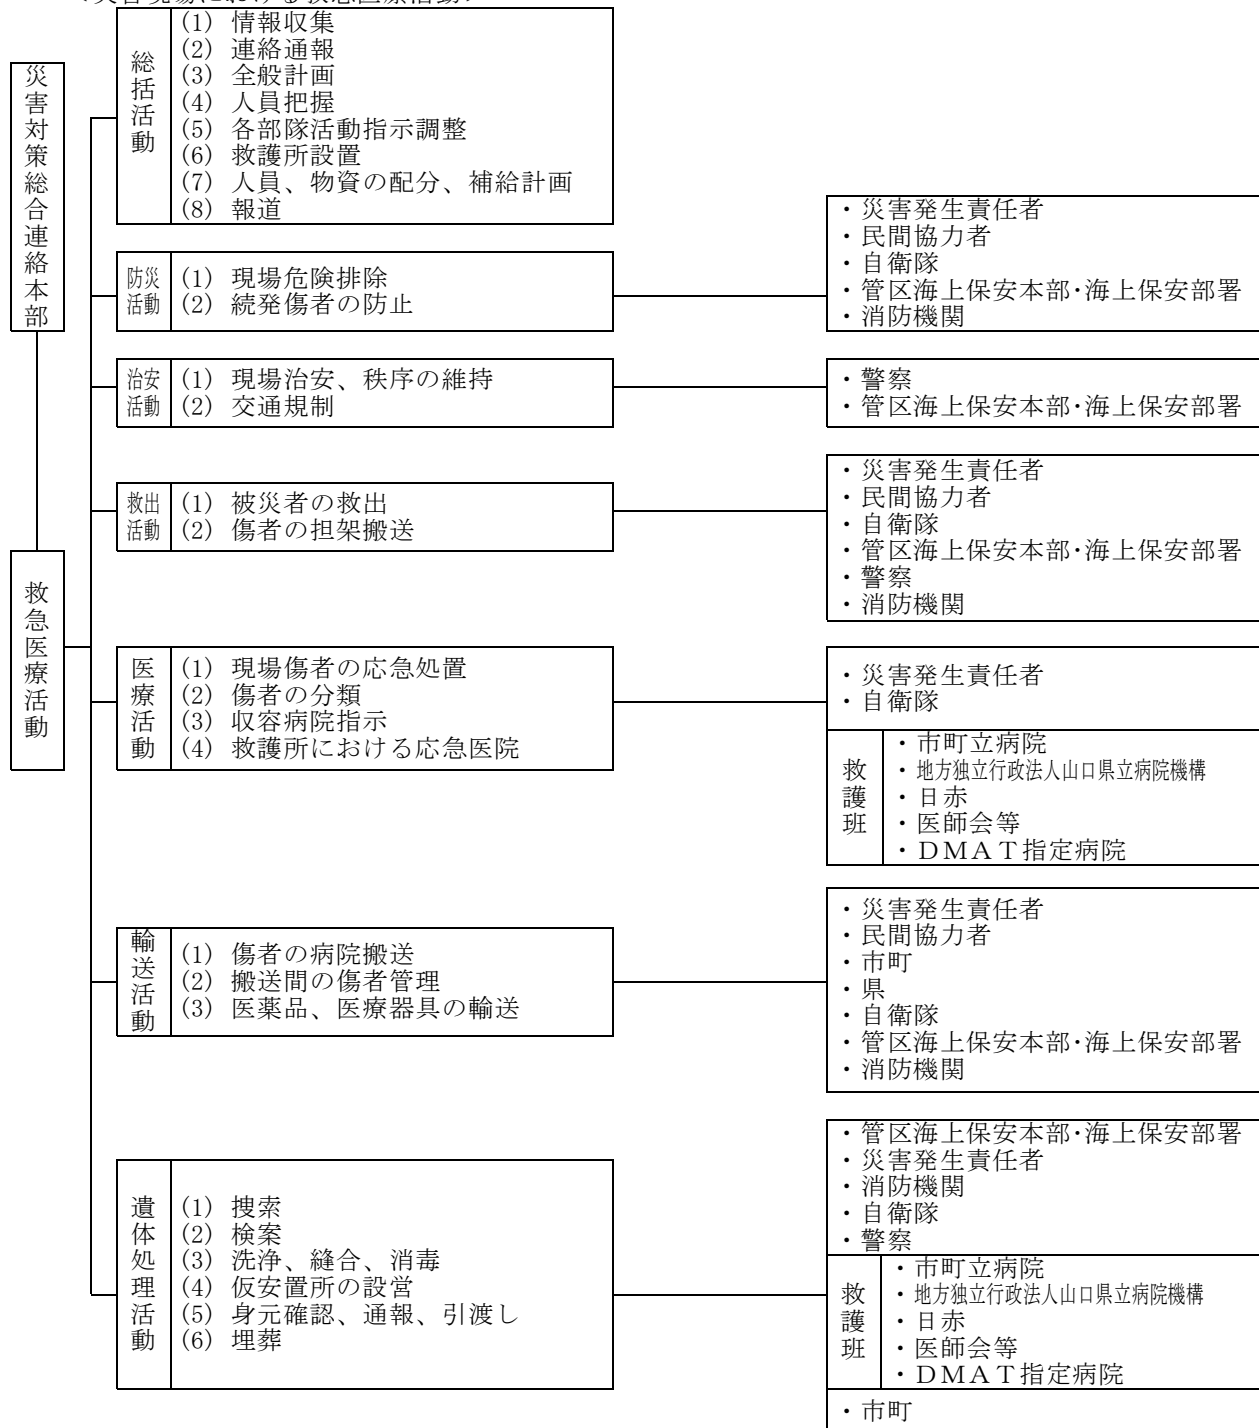 災害対策総合連絡本部
救急医療活動
総括活動
(1) 情報収集
(2) 連絡通報
(3) 全般計画
(4) 人員把握
(5) 各部隊活動指示調整
(6) 救護所設置
(7) 人員、物資の配分、補給計画
(8) 報道
防災
活動
(1) 現場危険排除
(2) 続発傷者の防止
・災害発生責任者
・民間協力者
・自衛隊
・管区海上保安本部・海上保安部署
・消防機関
治安
活動
(1) 現場治安、秩序の維持
(2) 交通規制
・警察
・管区海上保安本部・海上保安部署
救出
活動
(1) 被災者の救出
(2) 傷者の担架搬送
・災害発生責任者
・民間協力者
・自衛隊
・管区海上保安本部・海上保安部署
・警察
・消防機関
医療活動
(1) 現場傷者の応急処置
(2) 傷者の分類
(3) 収容病院指示
(4) 救護所における応急医院
・災害発生責任者
・自衛隊
救護班
・市町立病院
・地方独立行政法人山口県立病院機構
・日赤
・医師会等
・DMAT指定病院
輸送活動
(1) 傷者の病院搬送
(2) 搬送間の傷者管理
(3) 医薬品、医療器具の輸送
・災害発生責任者
・民間協力者
・市町
・県
・自衛隊
・管区海上保安本部・海上保安部署
・消防機関
遺体処理活動
(1) 捜索
(2) 検案
(3) 洗浄、縫合、消毒
(4) 仮安置所の設営
(5) 身元確認、通報、引渡し
(6) 埋葬
・管区海上保安本部・海上保安部署
・災害発生責任者
・消防機関
・自衛隊
・警察
救護班
・市町立病院
・地方独立行政法人山口県立病院機構
・日赤
・医師会等
・DMAT指定病院
・市町